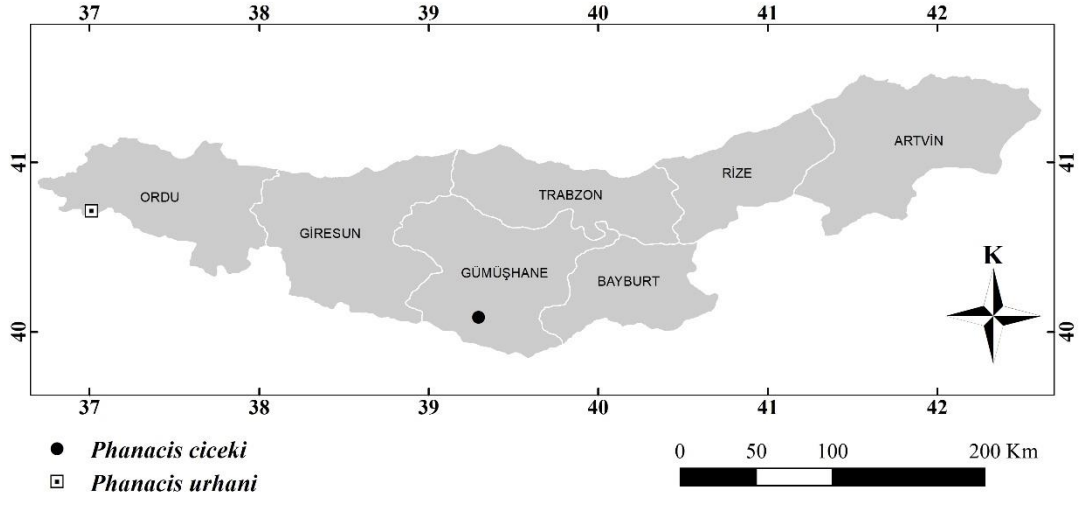 37 38 39 40 41 42
41 41
ARTVİN
RİZE
ORDU
TRABZON
GİRESUN
K
GÜMÜŞHANE
BAYBURT
40 40
37 38 39 40 41 42
Phanacis ciceki
0 50 100 200 Km
Phanacis urhani